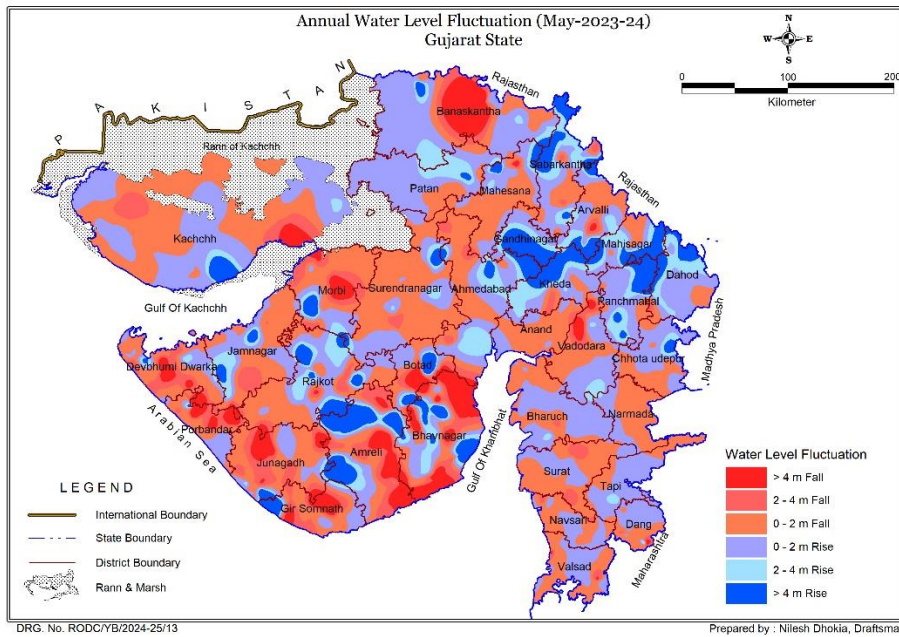 Annual Water Level Fluctuation (May-2023-24)
Gujarat State
N
W E
S
0 100 200
Kilometer
PAKISTAN
Rajasthan
Banaskantha
Rann of Kachchh
Sabarkantha
Patan
Mahesana
Rajasthan
Arvalli
Kachchh
Gandhinagar
Mahisagar
Dahod
Morbi
Surendranagar
Ahmedabad
Kheda
Panchmahal
Gulf Of Kachchh
Anand
Vadodara
Madhya Pradesh
Jamnagar
Chhota udepur
Devbhumi Dwarka
Botad
Rajkot
Arabian Sea
Porbandar
Bharuch
Narmada
Bhavnagar
Gulf Of Khambhat
Junagadh
Amreli
Surat
Tapi
Gir Somnath
Navsari
Dang
Maharashtra
Valsad
LEGEND
International Boundary
State Boundary
District Boundary
Rann & Marsh
Water Level Fluctuation
> 4 m Fall
2 - 4 m Fall
0 - 2 m Fall
0 - 2 m Rise
2 - 4 m Rise
> 4 m Rise
DRG. No. RODC/YB/2024-25/13
Prepared by : Nilesh Dhokia, Draftsma